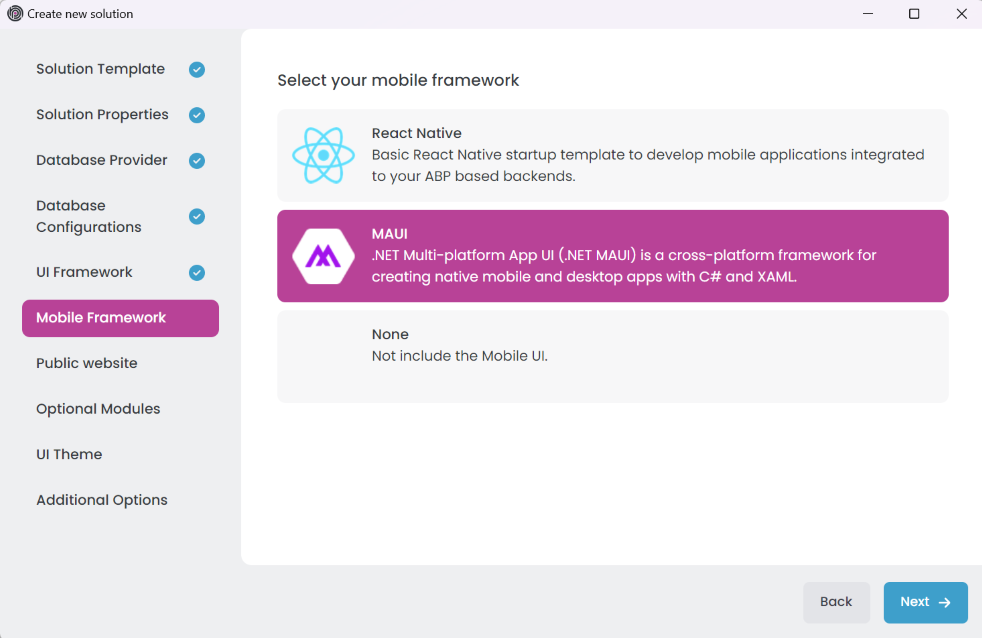 Create new solution
Solution Template
Solution Properties
Database Provider
Database
Configurations
UI Framework
Mobile Framework
Public website
Optional Modules
UI Theme
Additional Options
Select your mobile framework
React Native
Basic React Native startup template to develop mobile applications integrated
to your ABP based backends.
MAUI
.NET Multi-platform App UI (.NET MAUI) is a cross-platform framework for
creating native mobile and desktop apps with C# and XAML.
None
Not include the Mobile UI.
Back
Next